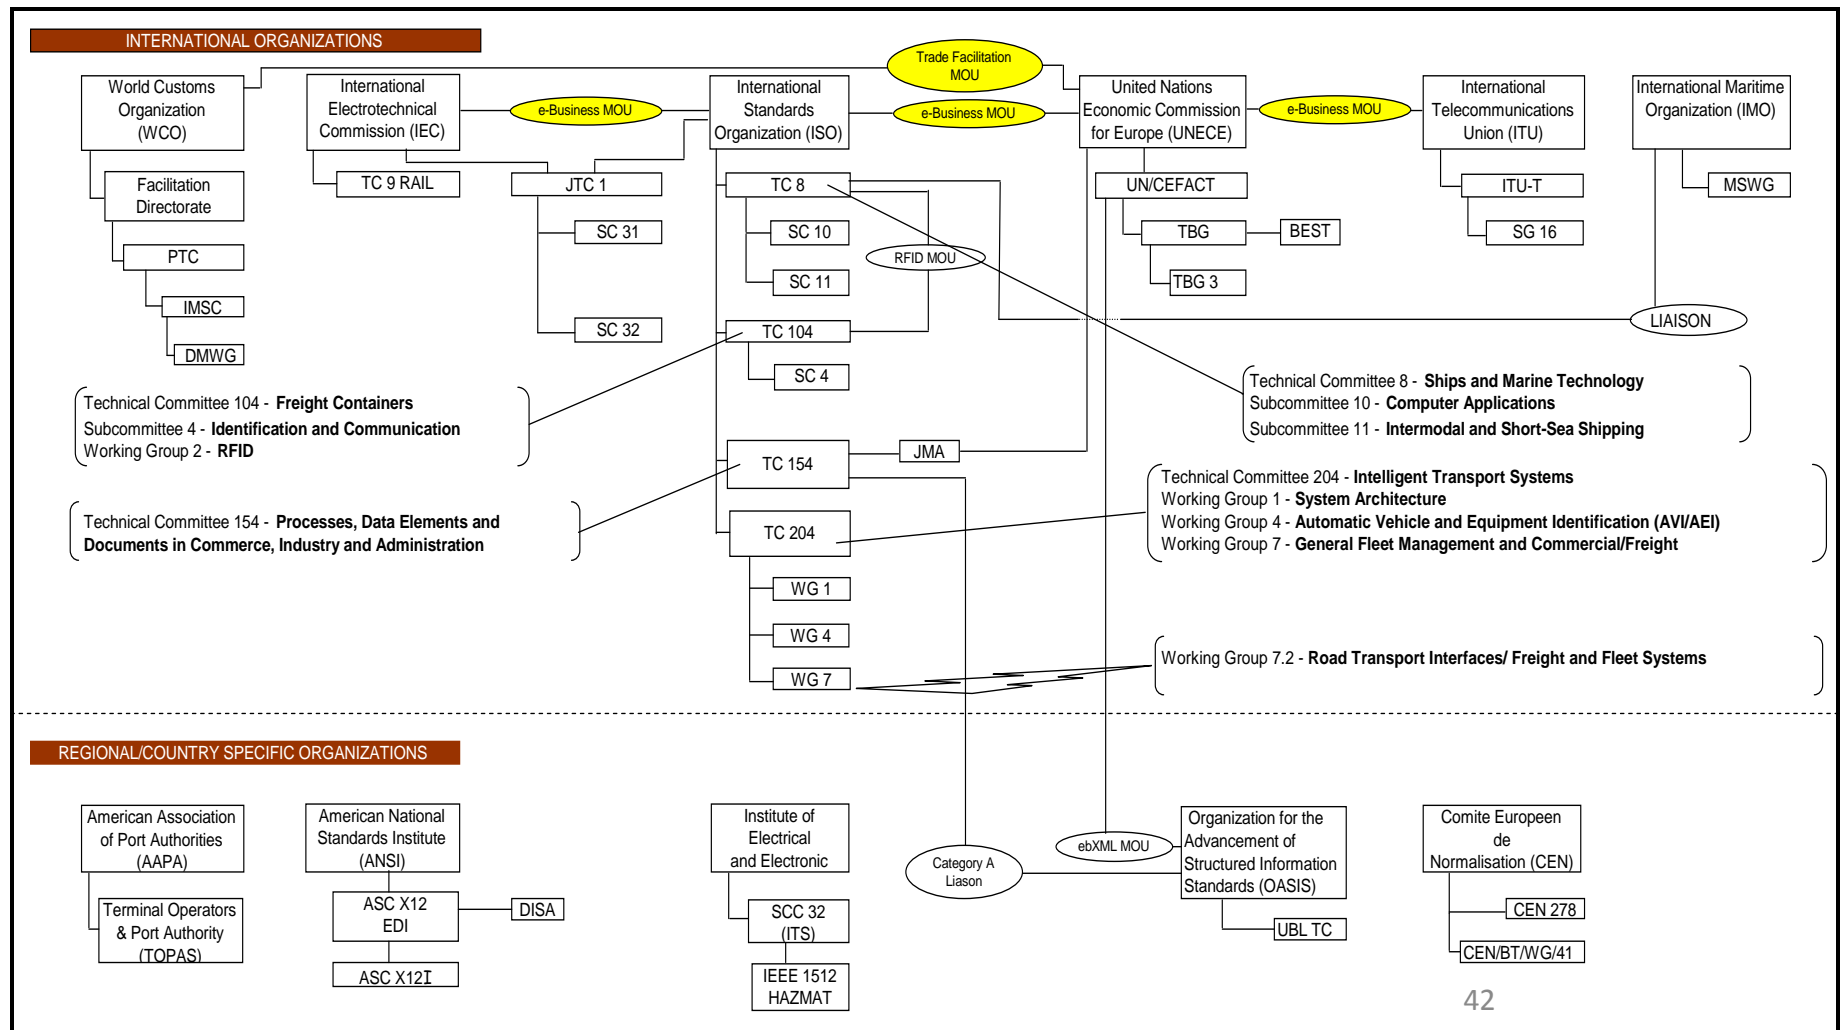 INTERNATIONAL ORGANIZATIONS
Trade Facilitation
MOU
World Customs
Organization
(WCO)
International
Electrotechnical
Commission (IEC)
e-Business MOU
International
Standards
Organization (ISO)
e-Business MOU
United Nations
Economic Commission
for Europe (UNECE)
e-Business MOU
International
Telecommunications
Union (ITU)
International Maritime
Organization (IMO)
Facilitation
Directorate
TC 9 RAIL
JTC 1
TC 8
UN/CEFACT
ITU-T
MSWG
SC 31
SC 10
TBG
BEST
SG 16
PTC
RFID MOU
SC 11
TBG 3
IMSC
SC 32
TC 104
LIAISON
DMWG
SC 4
Technical Committee 104 - Freight Containers
Subcommittee 4 - Identification and Communication
Working Group 2 - RFID
Technical Committee 8 - Ships and Marine Technology
Subcommittee 10 - Computer Applications
Subcommittee 11 - Intermodal and Short-Sea Shipping
TC 154
JMA
Technical Committee 204 - Intelligent Transport Systems
Working Group 1 - System Architecture
Working Group 4 - Automatic Vehicle and Equipment Identification (AVI/AEI)
Working Group 7 - General Fleet Management and Commercial/Freight
Technical Committee 154 - Processes, Data Elements and
Documents in Commerce, Industry and Administration
TC 204
WG 1
WG 4
WG 7
Working Group 7.2 - Road Transport Interfaces/ Freight and Fleet Systems
REGIONAL/COUNTRY SPECIFIC ORGANIZATIONS
American Association
of Port Authorities
(AAPA)
American National
Standards Institute
(ANSI)
Institute of
Electrical
and Electronic
Category A
Liason
ebXML MOU
Organization for the
Advancement of
Structured Information
Standards (OASIS)
Comite Europeen
de
Normalisation (CEN)
Terminal Operators
& Port Authority
(TOPAS)
ASC X12
EDI
DISA
SCC 32
(ITS)
UBL TC
CEN 278
CEN/BT/WG/41
ASC X12I
IEEE 1512
HAZMAT
42